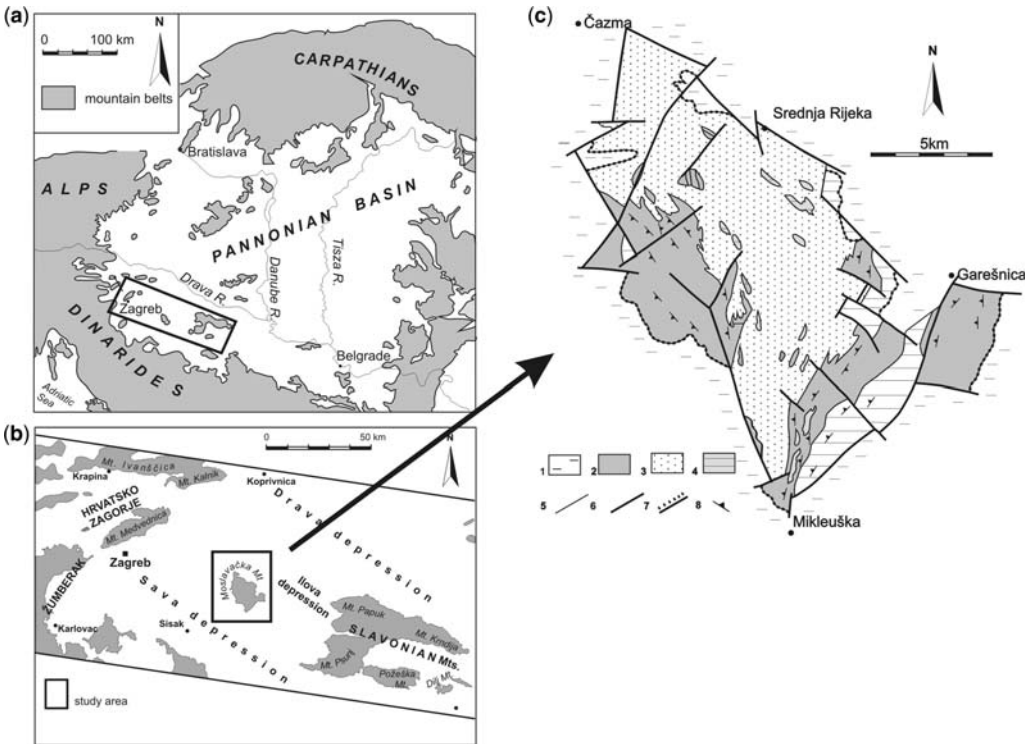 (a)
N
0 100 km
mountain belts
CARPATHIANS
Bratislava
ALPS
PANNONIAN BASIN
Tisza R.
Danube R.
Drava R.
Zagreb
DINARIDES
Belgrade
Adriatic
Sea
(b)
0 50 km
N
Mt. Ivanščica
Krapina
Mt. Kalnik
Koprivnica
HRVATSKO
ZAGORJE
Mt. Medvednica
Drava depression
Zagreb
Moslavačka Mt.
ŽUMBERAK
Sava depression
Ilova
depression
Karlovac
Sisak
Mt. Papuk
Mt. Krndija
SLAVONIAN Mts.
Mt. Psunj
Požeška
Mt.
Dilj Mt.
study area
(c)
Čazma
N
Srednja Rijeka
5km
Garešnica
1 2 3 4
5 6 7 8
Mikleuška